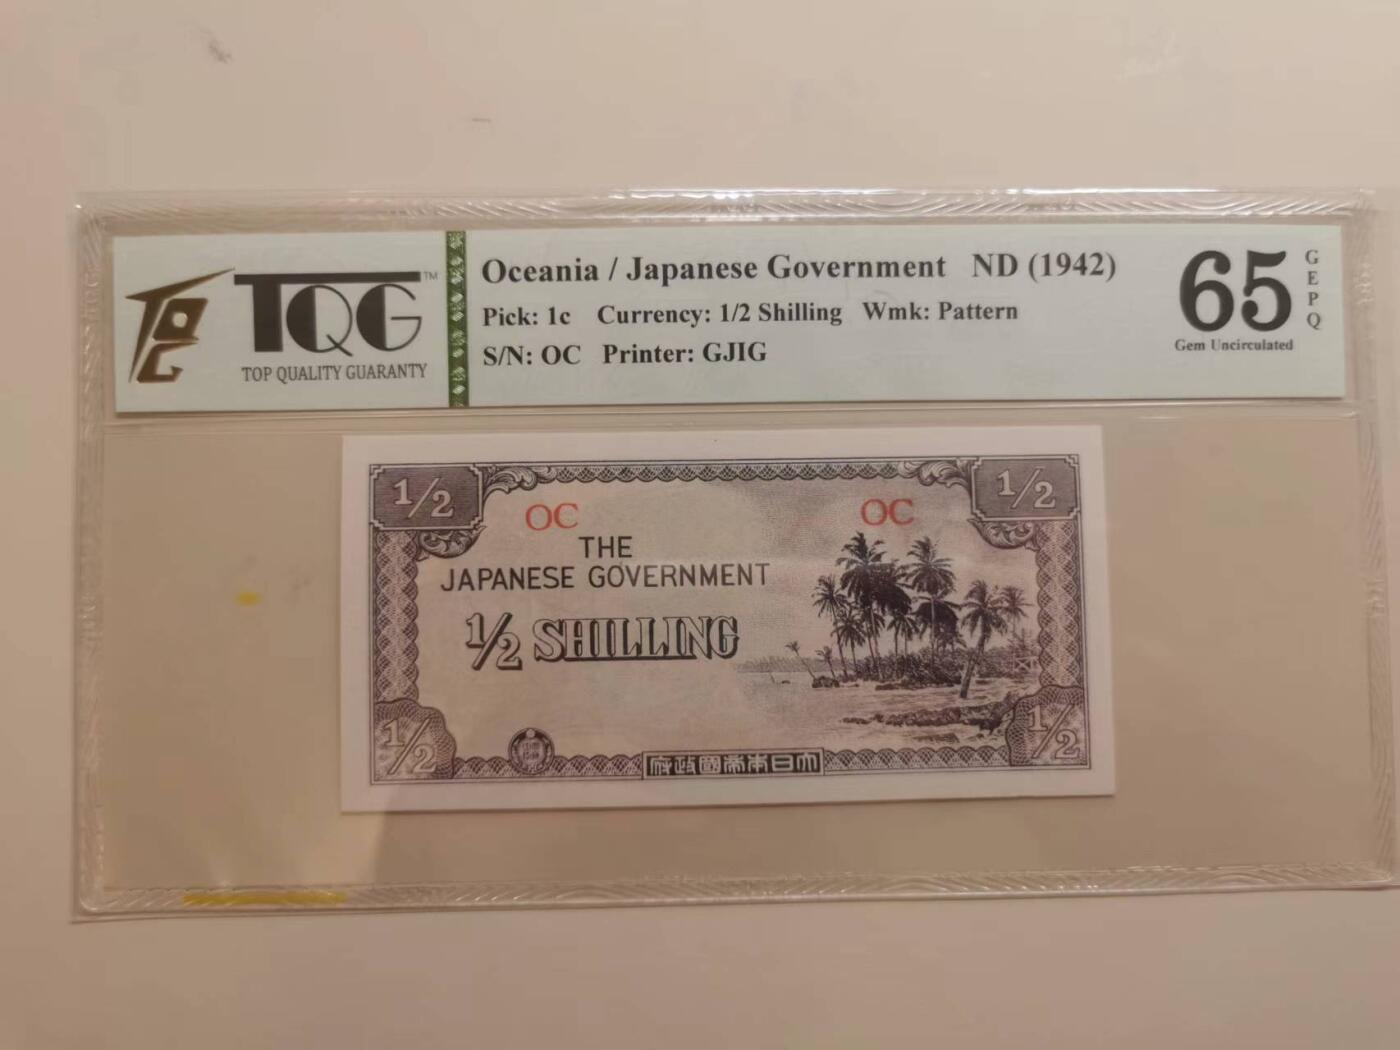 TQG™
TOP QUALITY GUARANTY
Oceania / Japanese Government ND (1942)
Pick: 1c Currency: 1/2 Shilling Wmk: Pattern
S/N: OC Printer: GJIG
65
GEPQ
Gem Uncirculated
1/2
1/2
OC
OC
THE
JAPANESE GOVERNMENT
1/2 SHILLING
1/2
1/2
府政國帝本日大